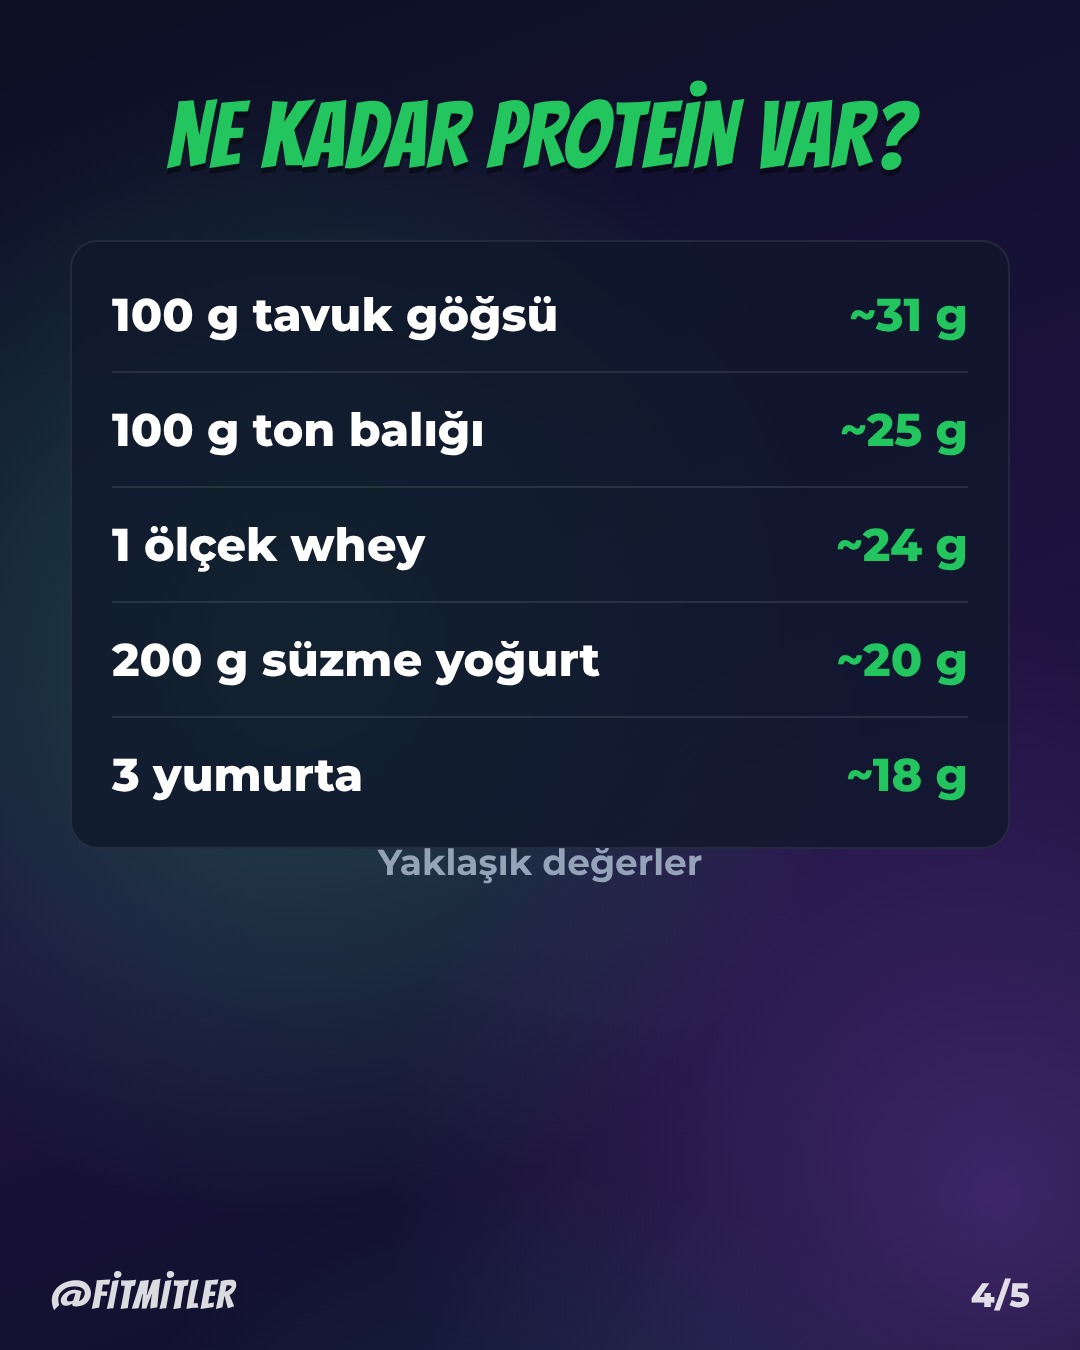 NE KADAR PROTEİN VAR?
100 g tavuk göğsü ~31 g
100 g ton balığı ~25 g
1 ölçek whey ~24 g
200 g süzme yoğurt ~20 g
3 yumurta ~18 g
Yaklaşık değerler
@FİTMİTLER 4/5